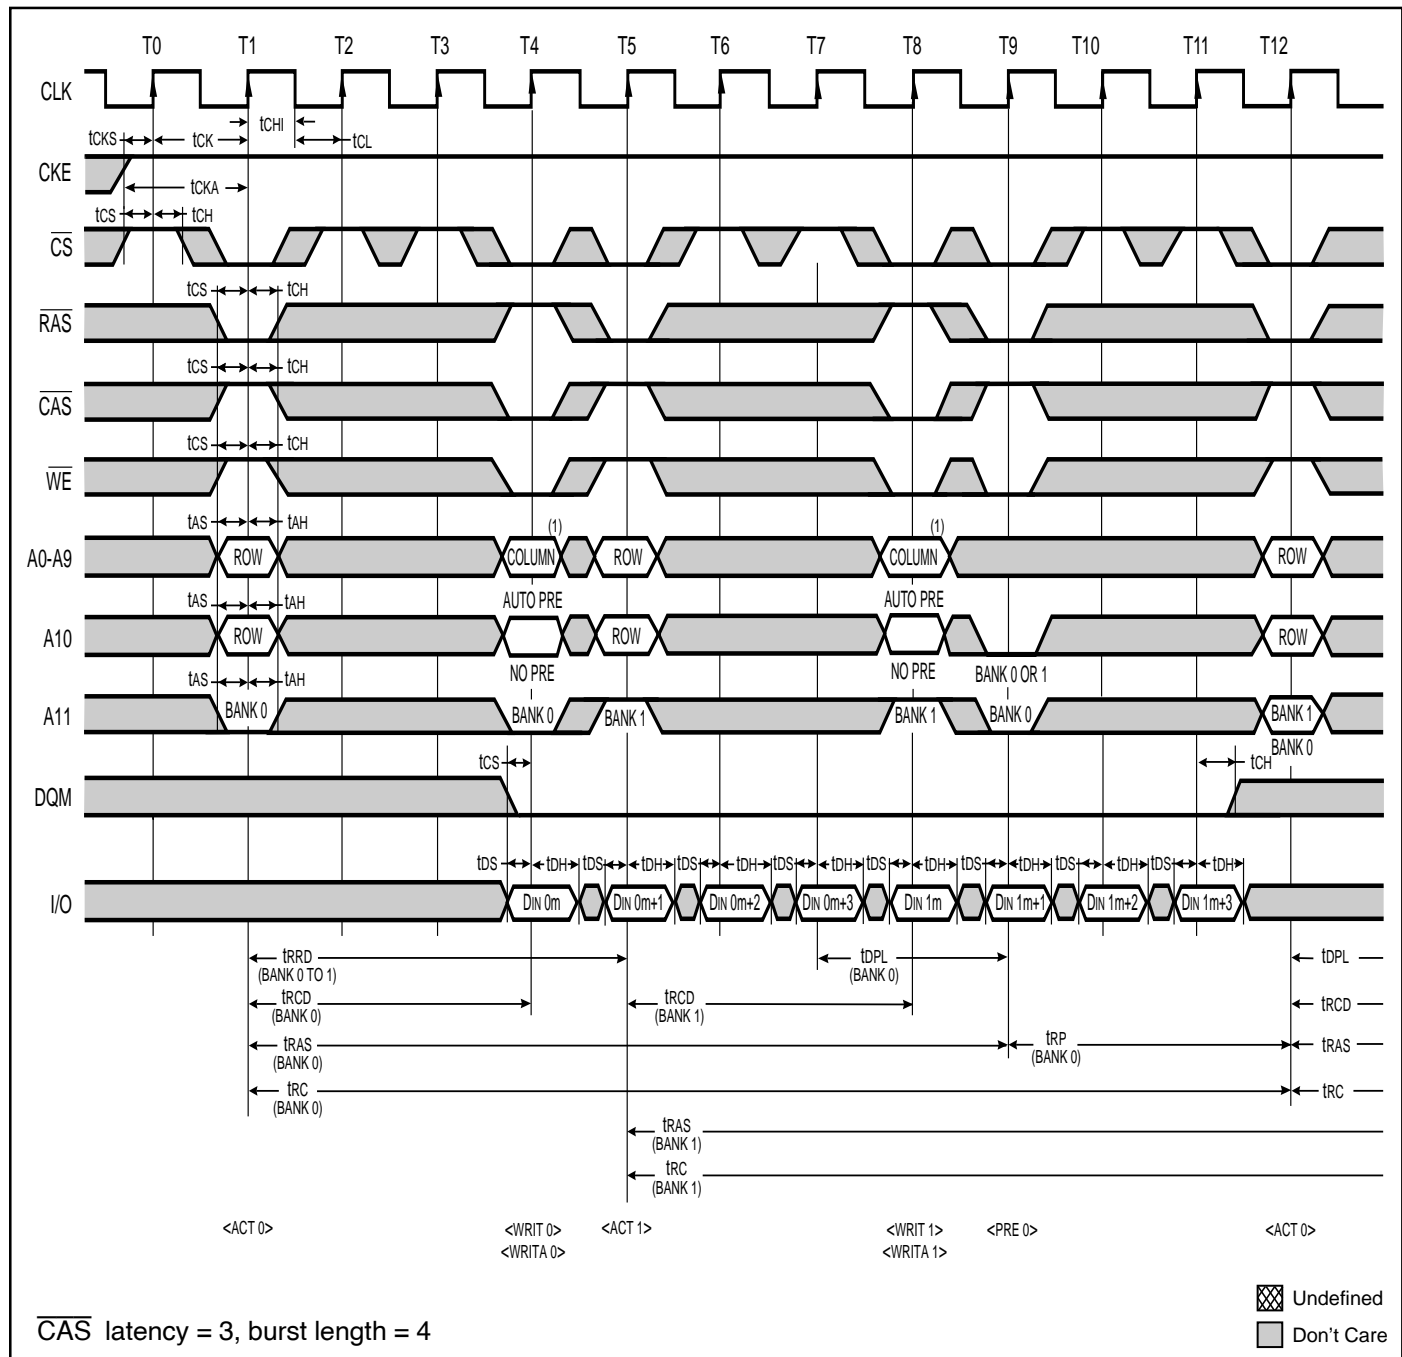 T0 T1 T2 T3 T4 T5 T6 T7 T8 T9 T10 T11 T12
CLK
tCHI
tCKS tCK tCL
CKE
tCKA
tCS tCH
CS
tCS tCH
RAS
tCS tCH
CAS
tCS tCH
WE
tAS tAH (1) (1)
A0-A9 ROW COLUMN ROW COLUMN ROW
tAS tAH AUTO PRE AUTO PRE
A10 ROW ROW ROW
NO PRE NO PRE BANK 0 OR 1
tAS tAH
A11 BANK 0 BANK 0 BANK 1 BANK 1 BANK 0 BANK 1
BANK 0
tCS tCH
DQM
tDS tDH tDS tDH tDS tDH tDS tDH tDS tDH tDS tDH tDS tDH tDS tDH
I/O DIN 0m DIN 0m+1 DIN 0m+2 DIN 0m+3 DIN 1m DIN 1m+1 DIN 1m+2 DIN 1m+3
tRRD tDPL tDPL
(BANK 0 TO 1) (BANK 0)
tRCD tRCD tRCD
(BANK 0) (BANK 1)
tRAS tRP tRAS
(BANK 0) (BANK 0)
tRC tRC
(BANK 0)
tRAS
(BANK 1)
tRC
(BANK 1)
<ACT 0> <WRIT 0> <ACT 1> <WRIT 1> <PRE 0> <ACT 0>
<WRITA 0> <WRITA 1>
Undefined
CAS latency = 3, burst length = 4
Don't Care